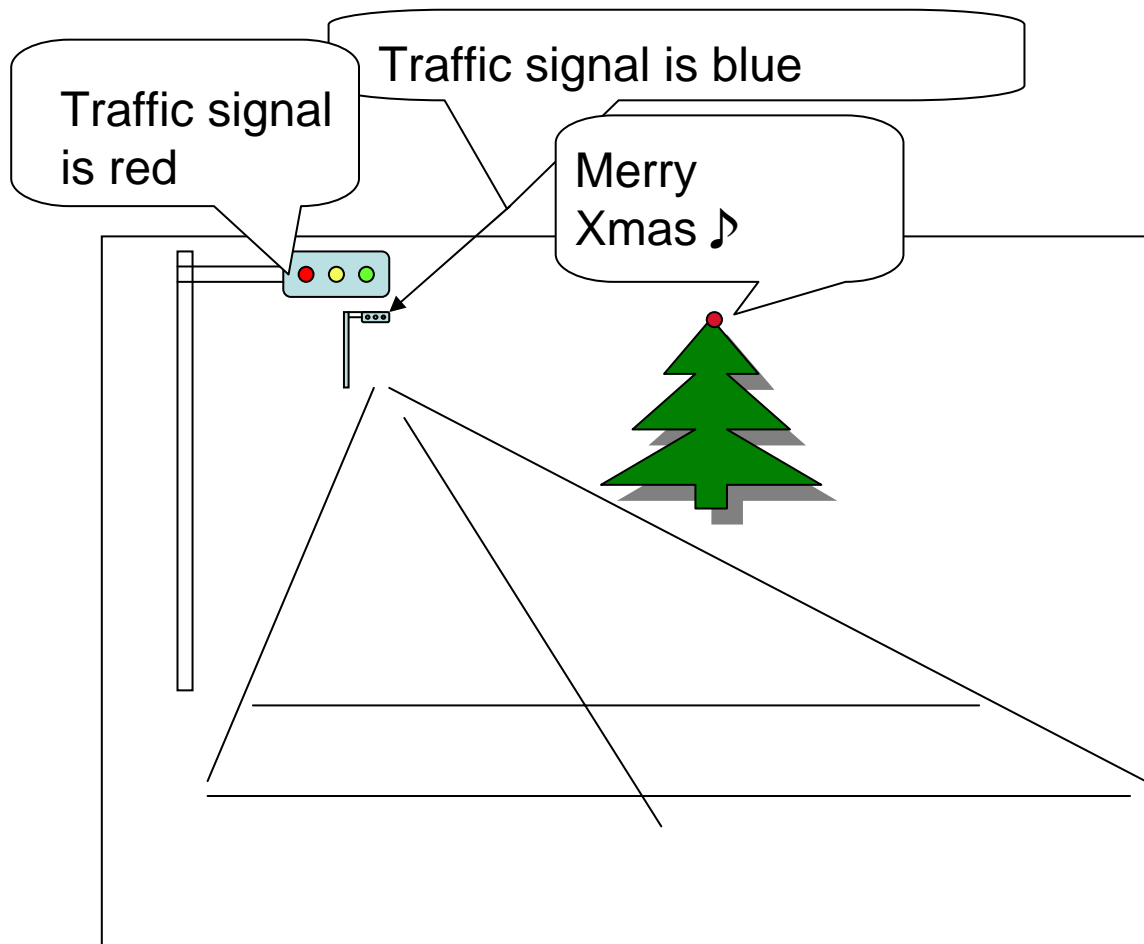 Traffic signal is blue
Traffic signal
is red
Merry
Xmas♪